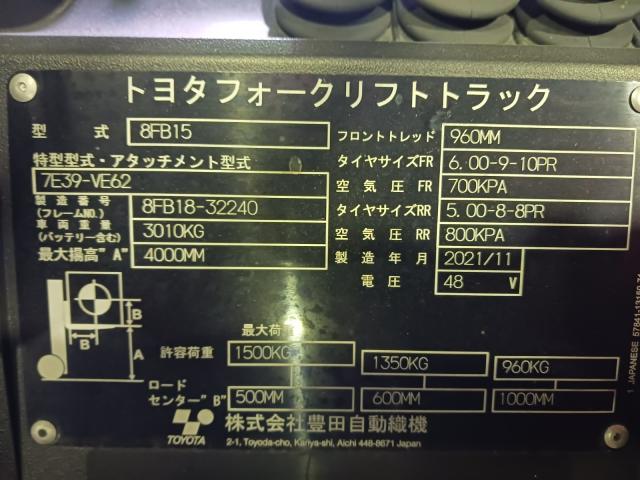 トヨタフォークリフトトラック
型 式 8FB15
特型型式・アタッチメント型式
7E39-VE62
製造番号
(フレームNO.) 8FB18-32240
車両重量
(バッテリー含む) 3010KG
最大揚高"A" 4000MM
フロントトレッド 960MM
タイヤサイズFR 6.00-9-10PR
空気圧 FR 700KPA
タイヤサイズRR 5.00-8-8PR
空気圧 RR 800KPA
製造年月 2021/11
電圧 48 V
B
B
A
最大荷
許容荷重 1500KG 1350KG 960KG
ロード
センター"B" 500MM 600MM 1000MM
TOYOTA
株式会社豊田自動織機
2-1, Toyoda-cho, Kariya-shi, Aichi 448-8671 Japan
1 JAPANESE